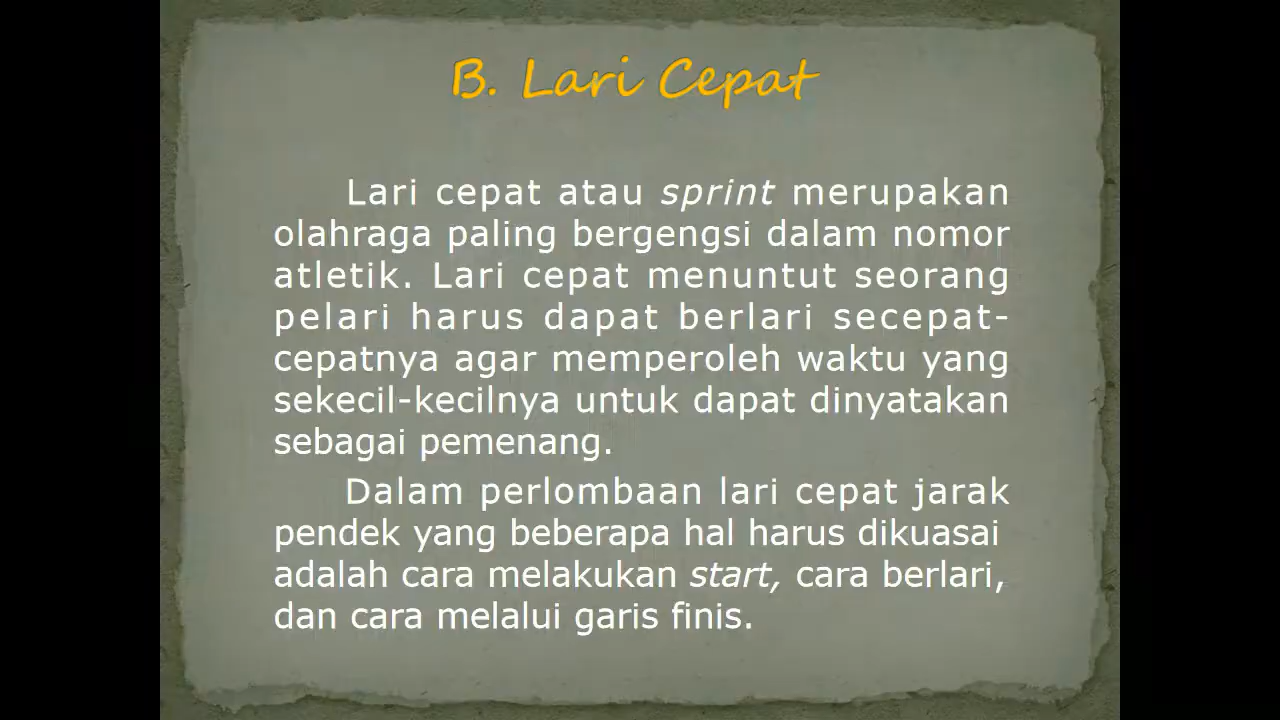 B. Lari Cepat
Lari cepat atau sprint merupakan
olahraga paling bergengsi dalam nomor
atletik. Lari cepat menuntut seorang
pelari harus dapat berlari secepat-
cepatnya agar memperoleh waktu yang
sekecil-kecilnya untuk dapat dinyatakan
sebagai pemenang.
Dalam perlombaan lari cepat jarak
pendek yang beberapa hal harus dikuasai
adalah cara melakukan start, cara berlari,
dan cara melalui garis finis.